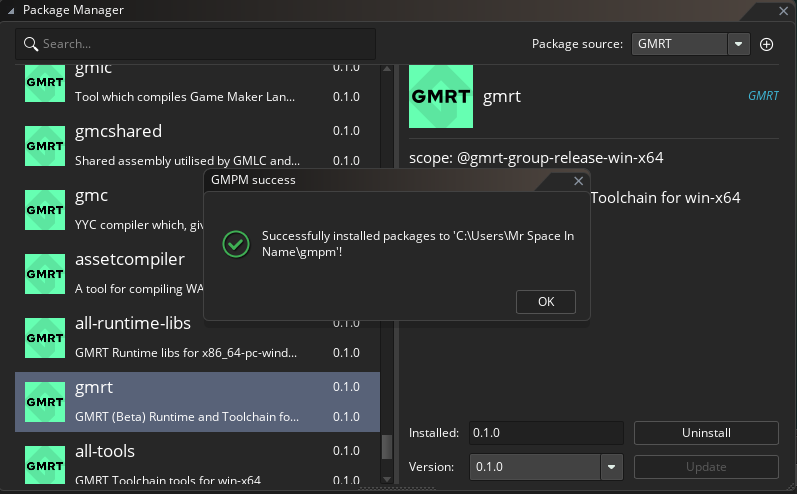 Package Manager
Search...
Package source:
GMRT
gmlc
Tool which compiles Game Maker Lan...
0.1.0
0.1.0
GMRT
gmcshared
Shared assembly utilised by GMLC and...
0.1.0
0.1.0
GMRT
gmc
YYC compiler which, giv
0.1.0
GMRT
assetcompiler
A tool for compiling WA
GMRT
all-runtime-libs
GMRT Runtime libs for x86_64-pc-wind...
0.1.0
0.1.0
GMRT
gmrt
GMRT (Beta) Runtime and Toolchain fo...
0.1.0
0.1.0
GMRT
all-tools
GMRT Toolchain tools for win-x64
0.1.0
0.1.0
GMRT
GMRT
gmrt
GMRT
scope: @gmrt-group-release-win-x64
Toolchain for win-x64
GMPM success
Successfully installed packages to 'C:\Users\Mr Space In
Name\gmpm'!
OK
Installed:
0.1.0
Uninstall
Version:
0.1.0
Update